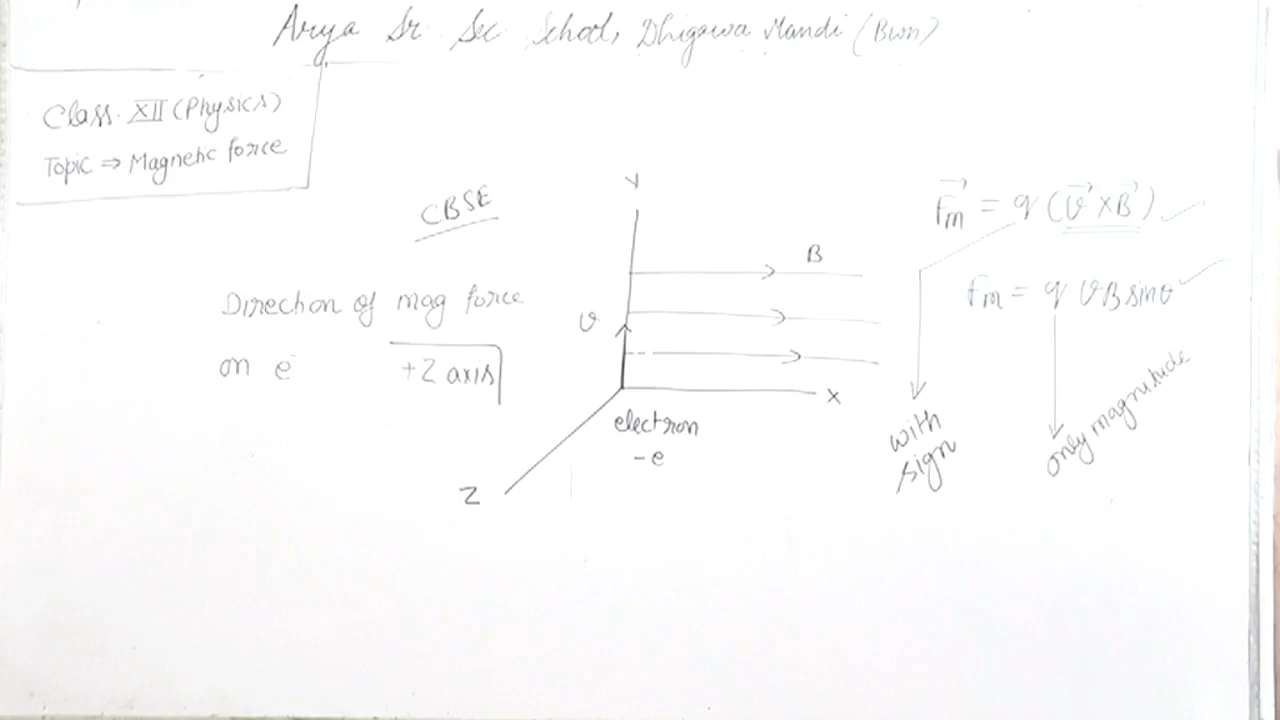 Arya Sr Sec School, Dhigawa Mandi (Bwn)
Class. XII (Physics)
Topic ⇒ Magnetic force
CBSE
Direction of mag force
on e⁻ +Z axis
Y
B
v
X
electron
-e
Z
F⃗m = q (v⃗ × B⃗)
Fm = q vB sinθ
with
sign
only magnitude